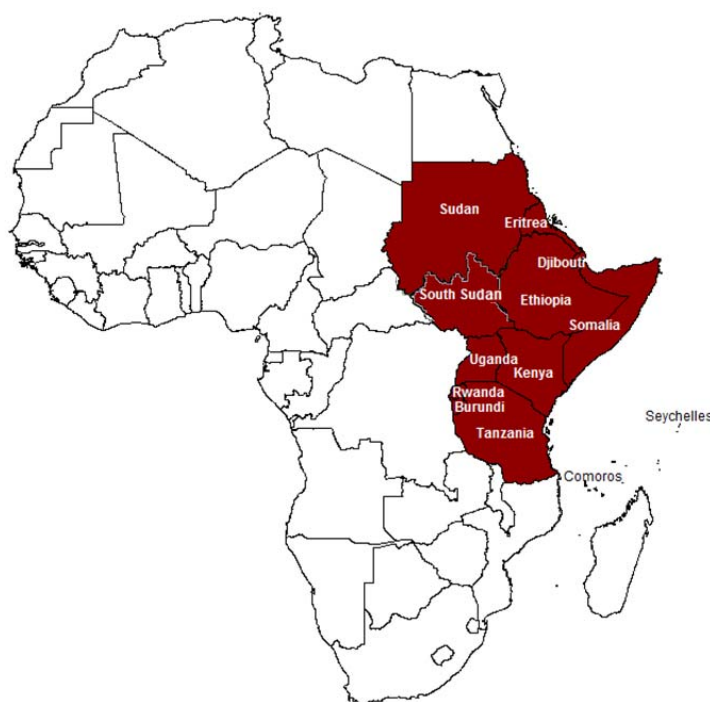 Sudan
Eritrea
Djibouti
South Sudan
Ethiopia
Somalia
Uganda
Kenya
Rwanda
Burundi
Seychelles
Tanzania
Comoros